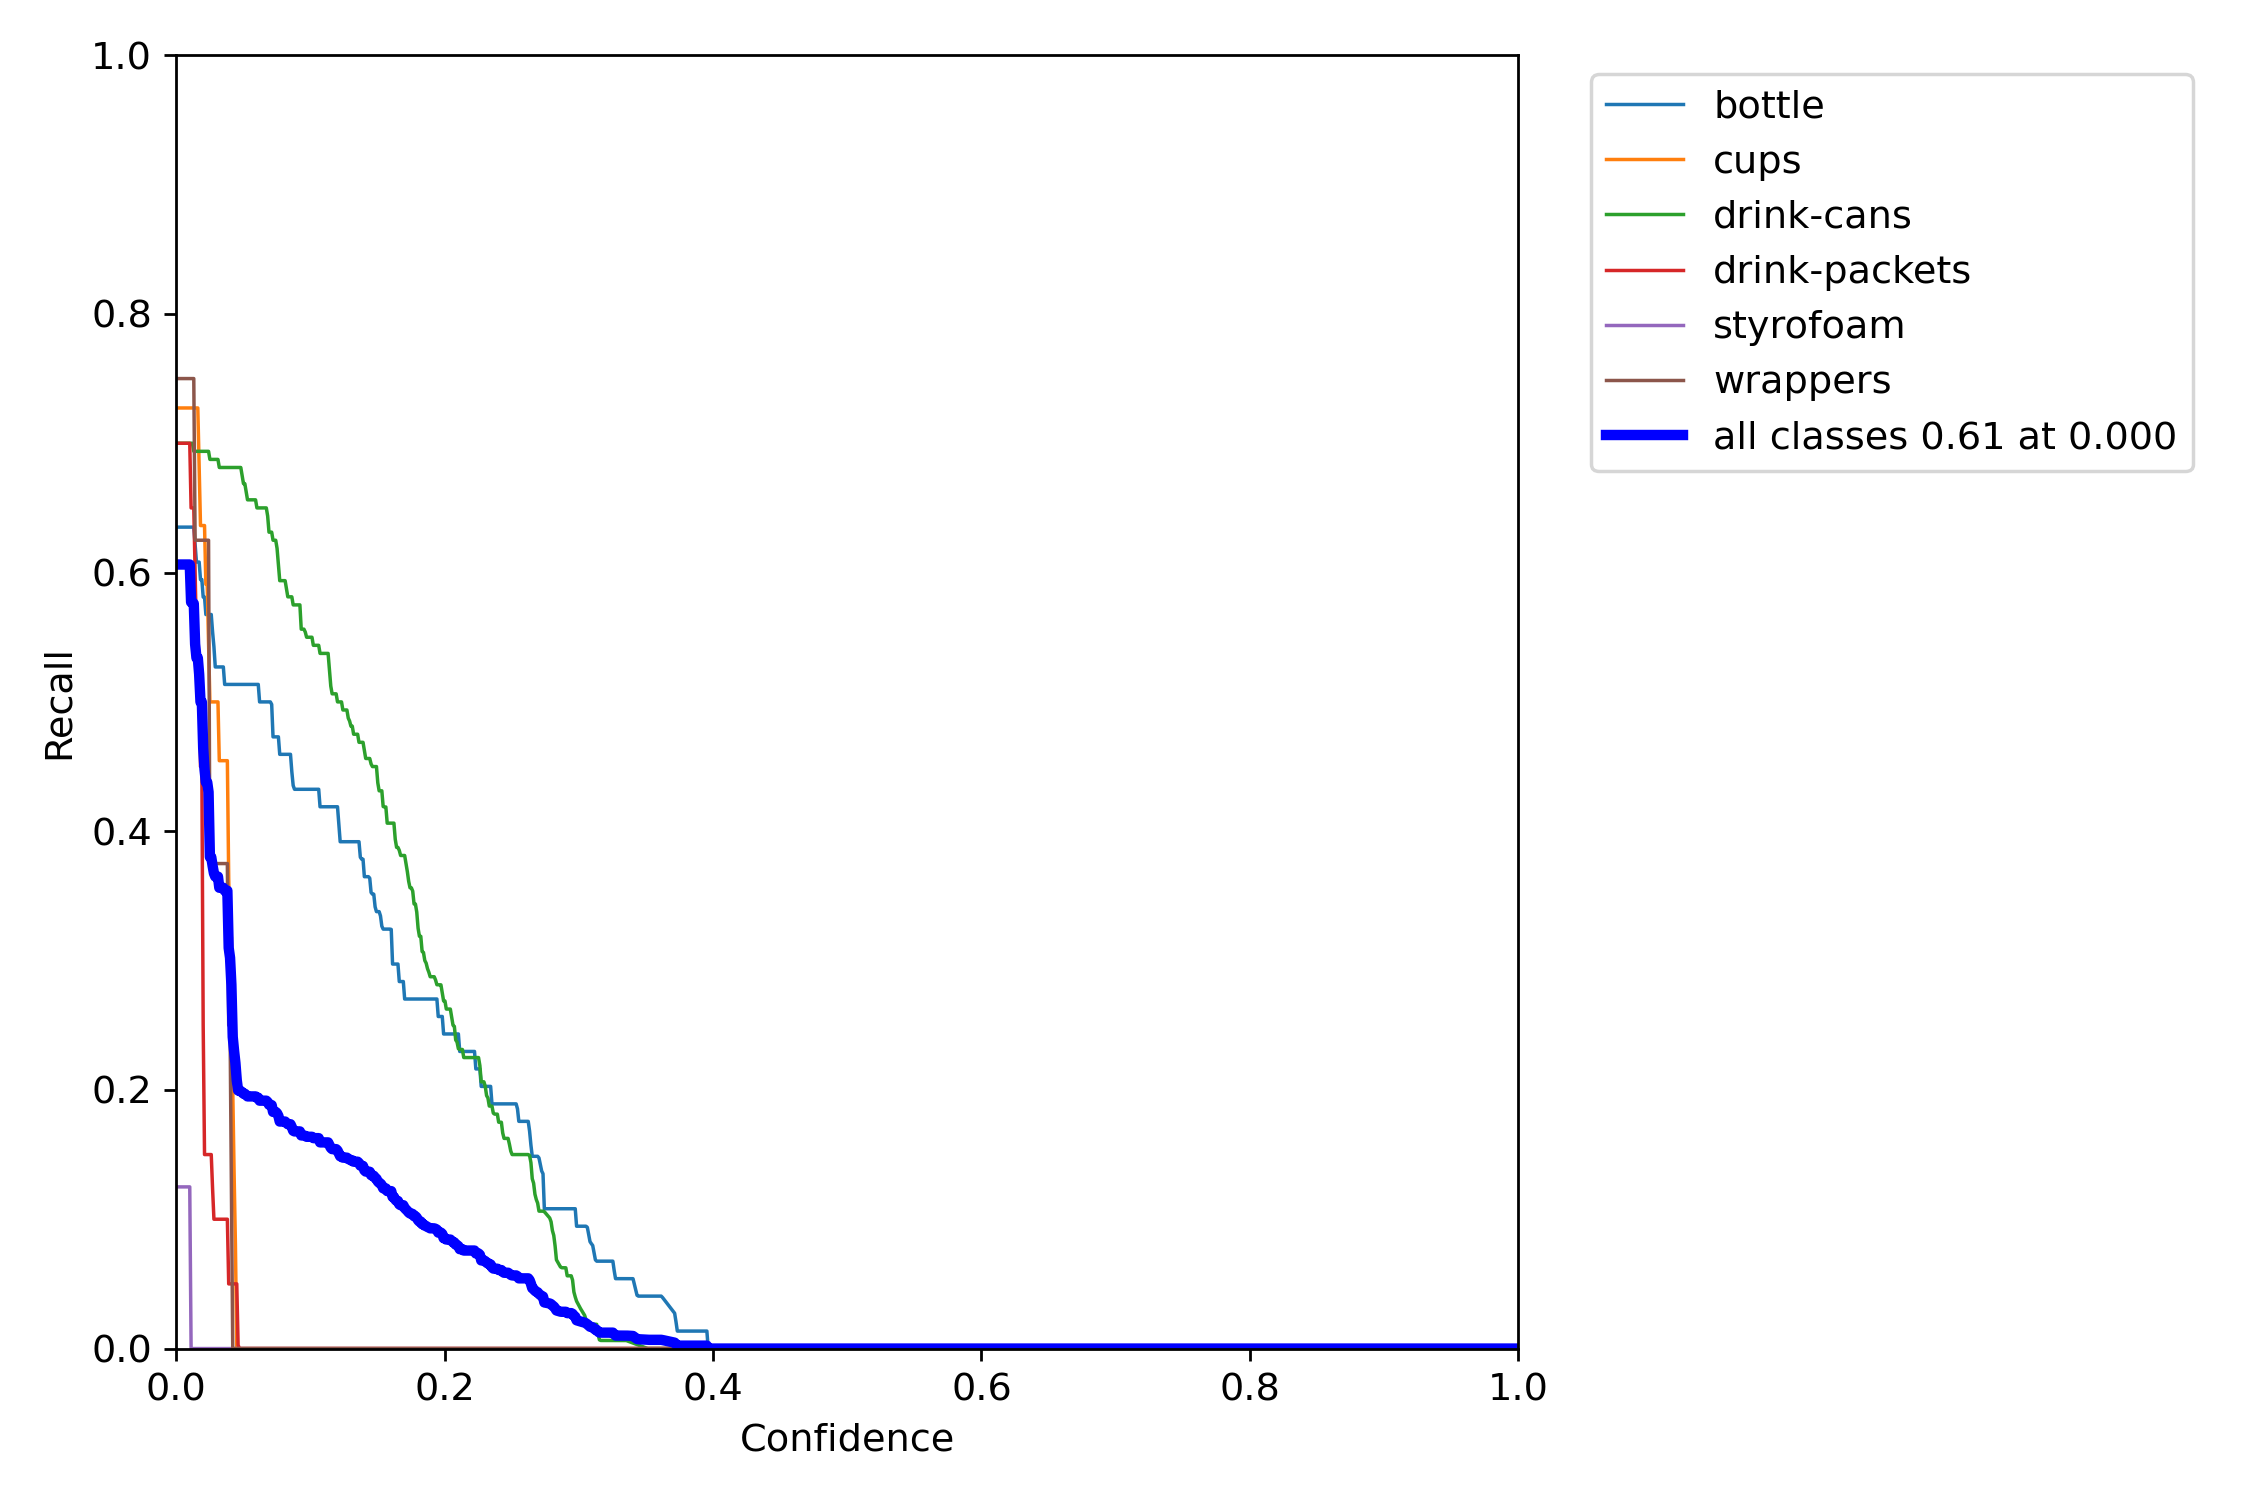 1.0
0.8
0.6
0.4
0.2
0.0
Recall
0.0 0.2 0.4 0.6 0.8 1.0
Confidence
bottle
cups
drink-cans
drink-packets
styrofoam
wrappers
all classes 0.61 at 0.000